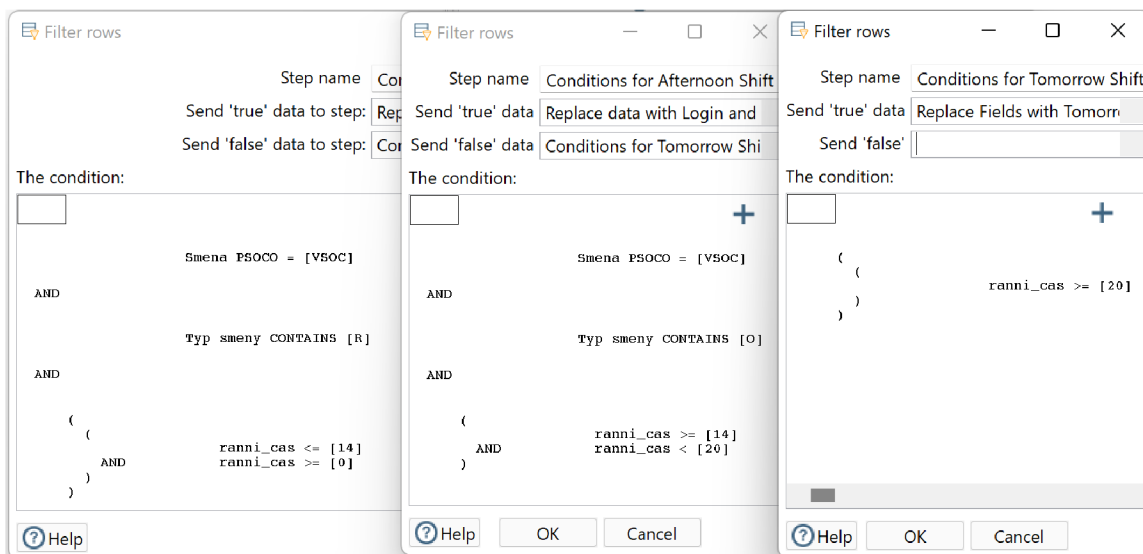 Filter rows
Step name Con
Send 'true' data to step: Rep
Send 'false' data to step: Con
The condition:
Smena PSOCO = [VSOC]
AND
Typ smeny CONTAINS [R]
AND
(
(
ranni_cas <= [14]
AND ranni_cas >= [0]
)
)
Help
Filter rows
Step name Conditions for Afternoon Shift
Send 'true' data Replace data with Login and
Send 'false' data Conditions for Tomorrow Shi
The condition:
Smena PSOCO = [VSOC]
AND
Typ smeny CONTAINS [O]
AND
(
ranni_cas >= [14]
AND ranni_cas < [20]
)
Help OK Cancel
Filter rows
Step name Conditions for Tomorrow Shift
Send 'true' data Replace Fields with Tomorr
Send 'false'
The condition:
(
(
ranni_cas >= [20]
)
)
Help OK Cancel